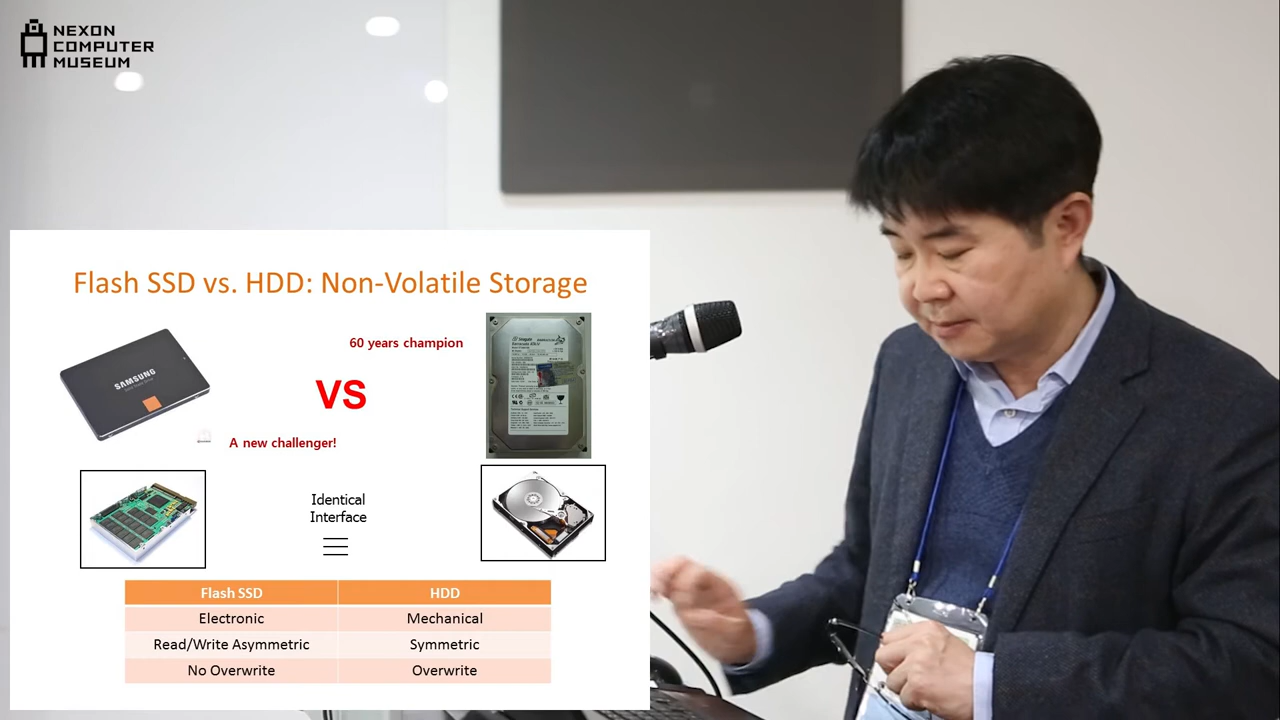 NEXON
COMPUTER
MUSEUM
Flash SSD vs. HDD: Non-Volatile Storage
60 years champion
SAMSUNG
VS
Seagate
A new challenger!
Identical
Interface
Flash SSD HDD
Electronic Mechanical
Read/Write Asymmetric Symmetric
No Overwrite Overwrite